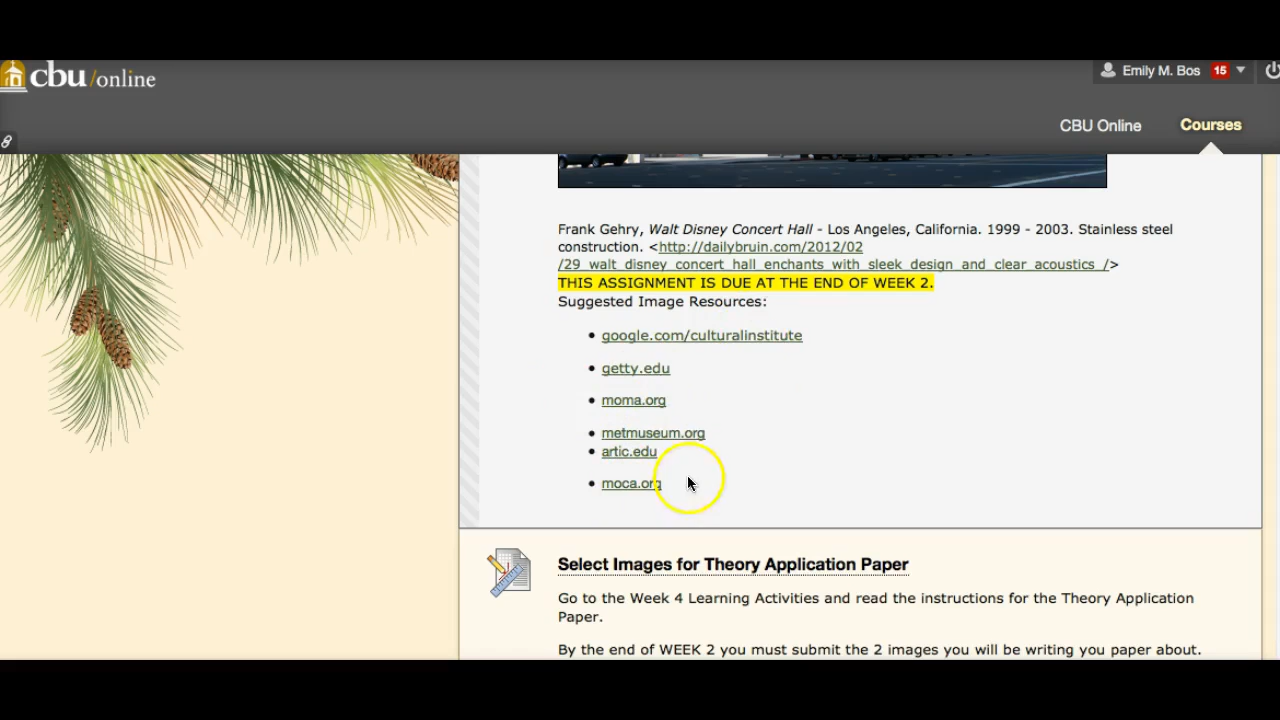 cbu/online
Emily M. Bos 15
CBU Online Courses
Frank Gehry, Walt Disney Concert Hall - Los Angeles, California. 1999 - 2003. Stainless steel
construction. <http://dailybruin.com/2012/02
/29_walt_disney_concert_hall_enchants_with_sleek_design_and_clear_acoustics_/>
THIS ASSIGNMENT IS DUE AT THE END OF WEEK 2.
Suggested Image Resources:
• google.com/culturalinstitute
• getty.edu
• moma.org
• metmuseum.org
• artic.edu
• moca.org
Select Images for Theory Application Paper
Go to the Week 4 Learning Activities and read the instructions for the Theory Application
Paper.
By the end of WEEK 2 you must submit the 2 images you will be writing you paper about.